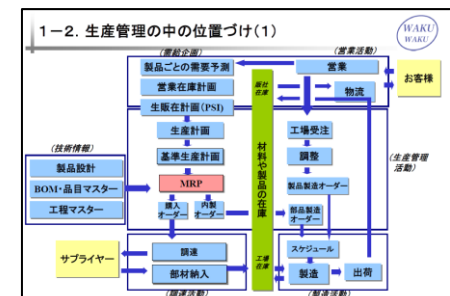 1－2．生産管理の中の位置づけ(1)
WAKU
WAKU
(需給企画)
(営業活動)
製品ごとの需要予測
営業
お客様
営業在庫計画
販社
在庫
物流
生販在計画(PSI)
生産計画
工場受注
(技術情報)
基準生産計画
調整
(生産管理
活動)
製品設計
MRP
材料や製品の在庫
製品製造オーダー
BOM・品目マスター
購入
オーダー
内製
オーダー
部品製造
オーダー
工程マスター
サプライヤー
調達
スケジュール
工場
在庫
部材納入
製造
出荷
(調達活動)
(製造活動)